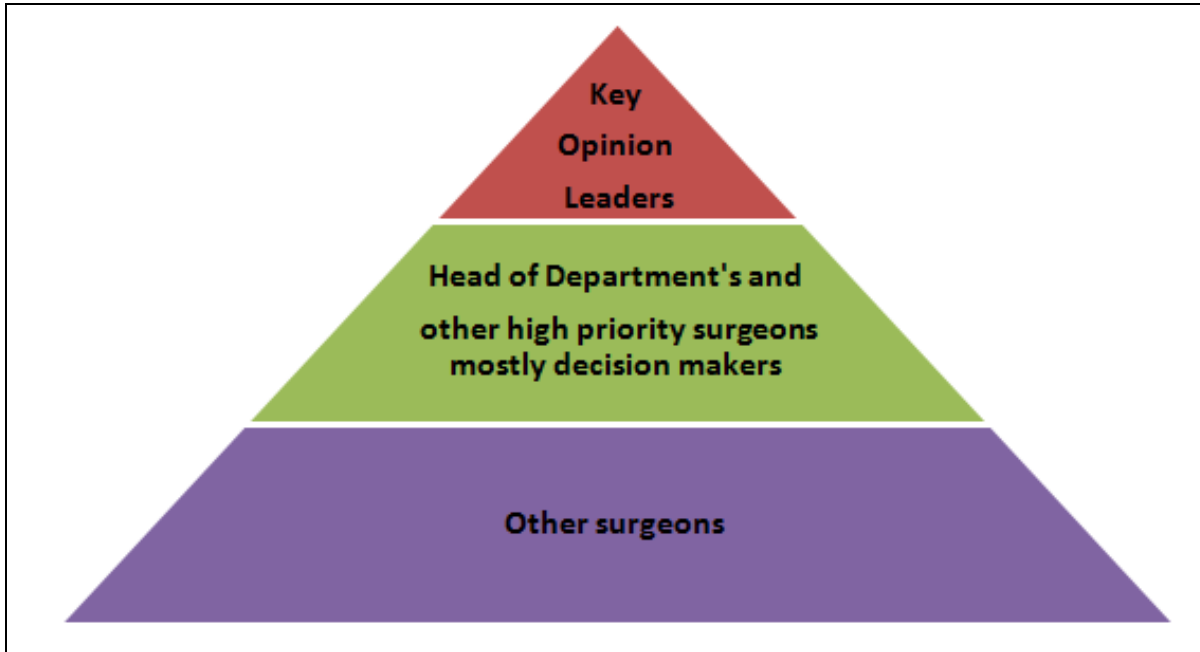 Key
Opinion
Leaders
Head of Department's and
other high priority surgeons
mostly decision makers
Other surgeons